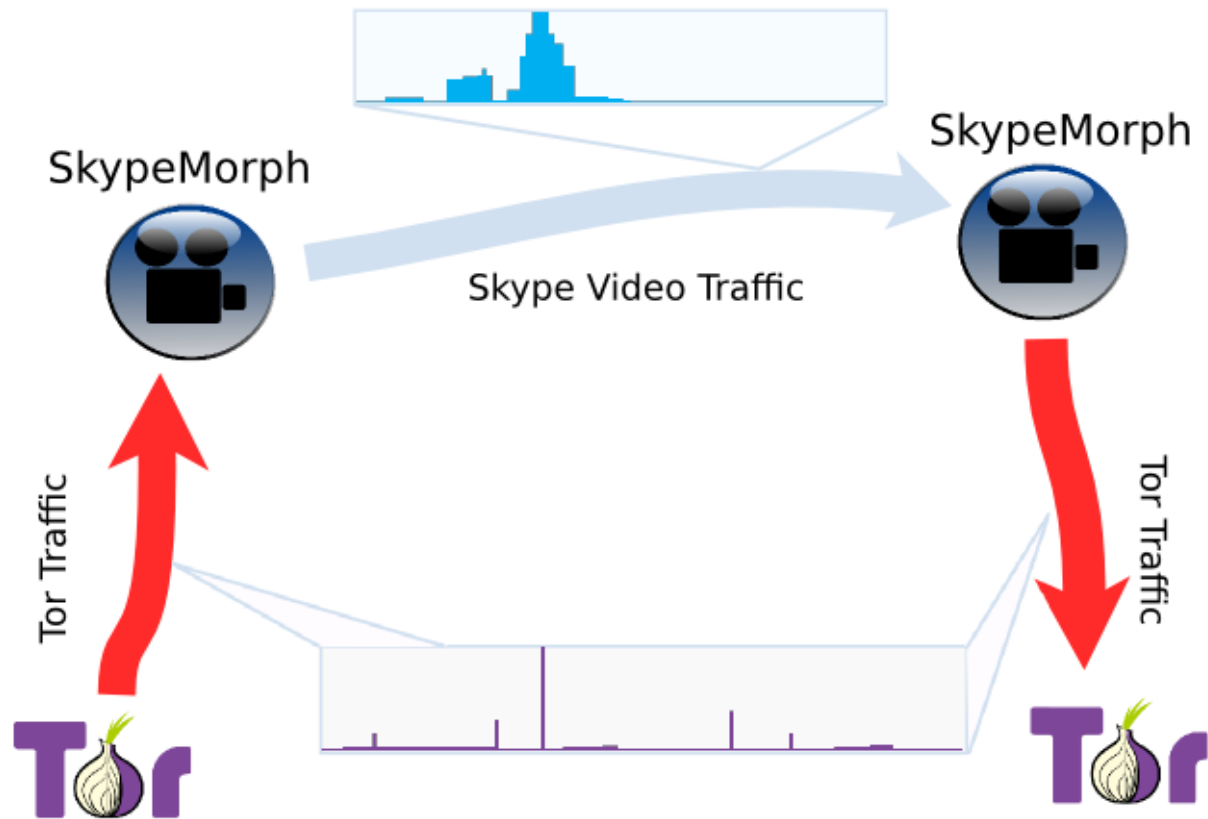 SkypeMorph
SkypeMorph
Skype Video Traffic
Tor Traffic
Tor Traffic
Tor
Tor